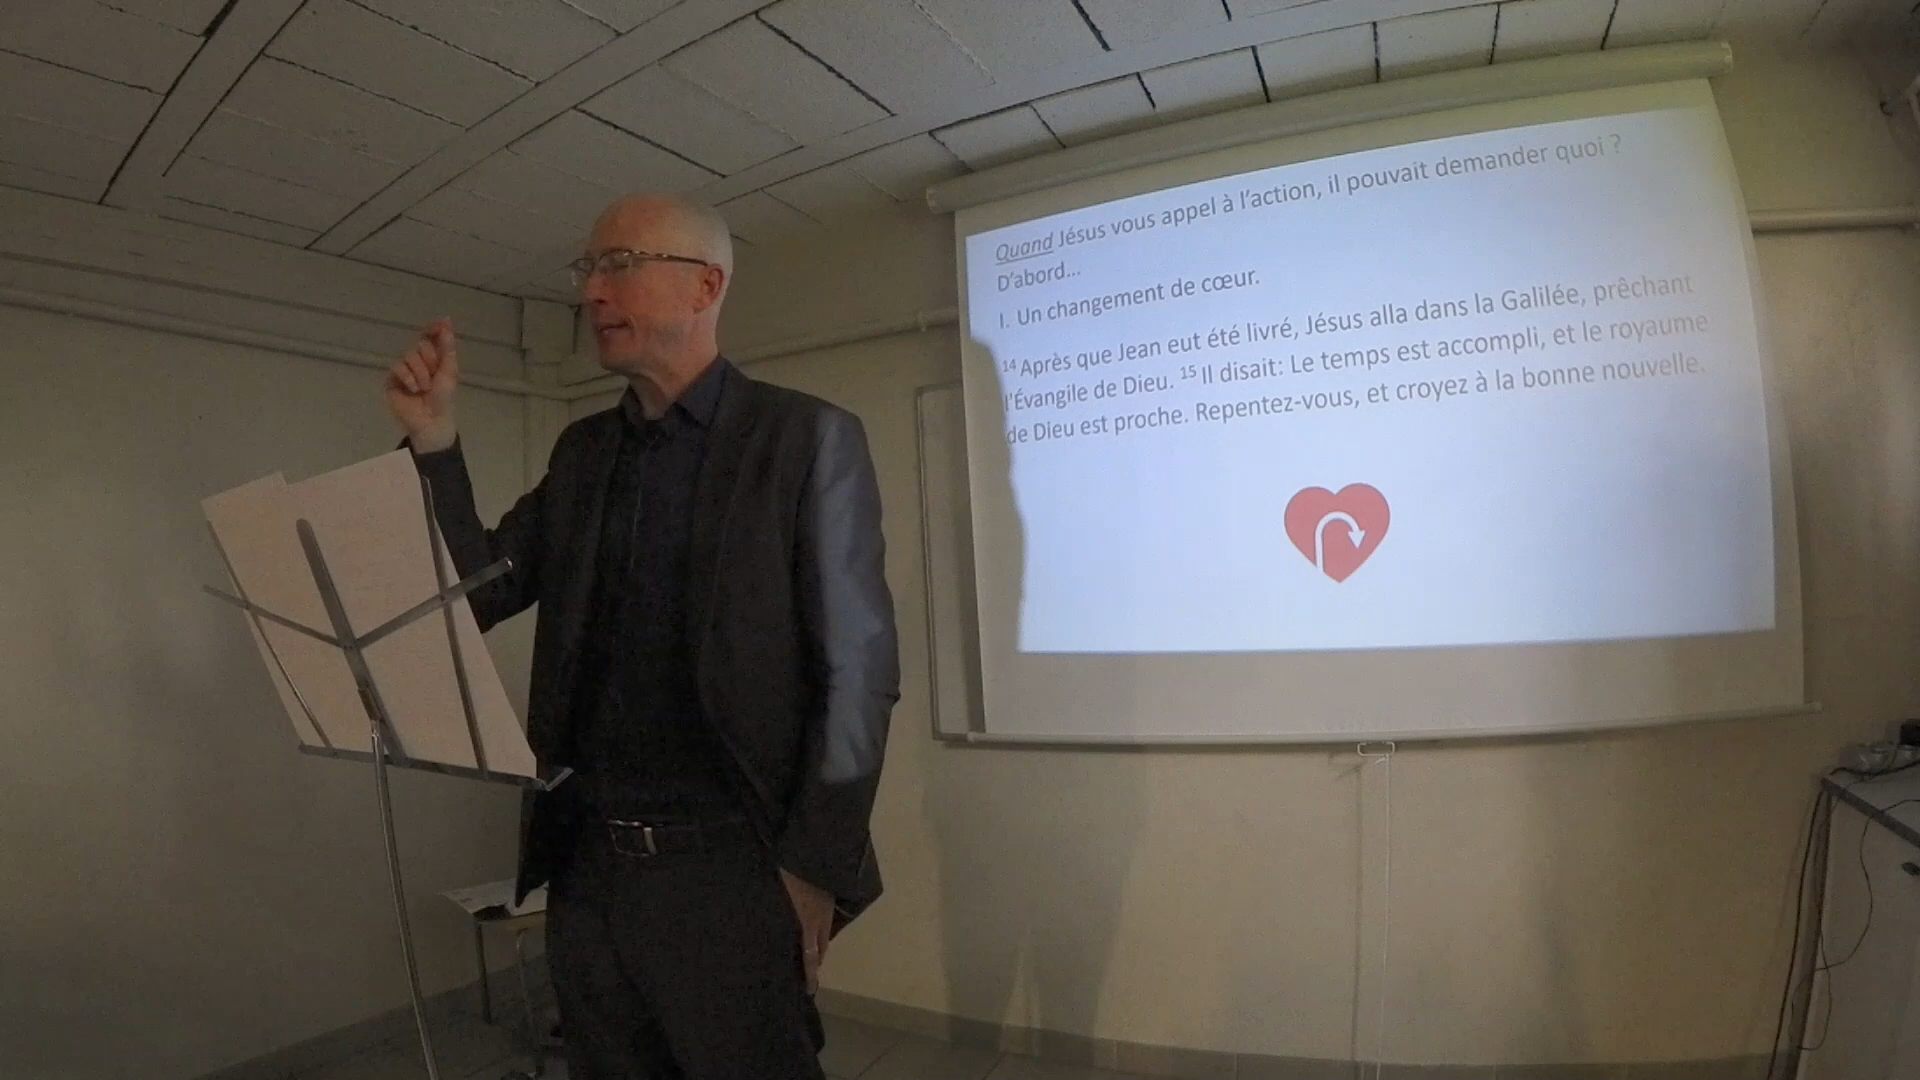 Quand Jésus vous appel à l'action, il pouvait demander quoi ?
D'abord...
I. Un changement de cœur.
14 Après que Jean eut été livré, Jésus alla dans la Galilée, prêchant
l'Évangile de Dieu. 15 Il disait: Le temps est accompli, et le royaume
de Dieu est proche. Repentez-vous, et croyez à la bonne nouvelle.